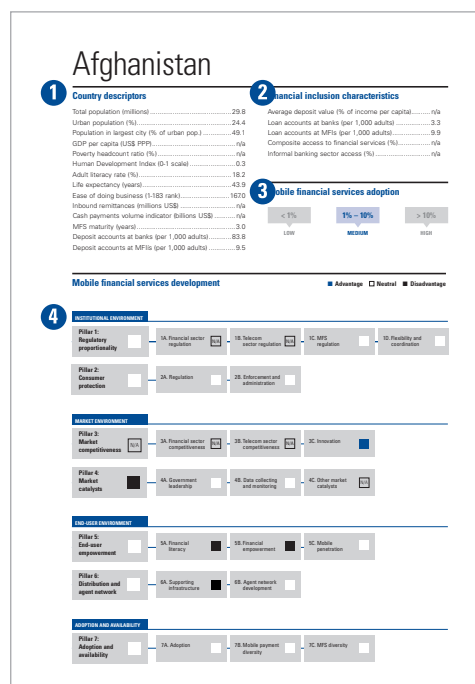 Afghanistan
1 Country descriptors
Total population (millions) 29.8
Urban population (%) 24.4
Population in largest city (% of urban pop.) 49.1
GDP per capita (US$ PPP) n/a
Poverty headcount ratio (%) n/a
Human Development Index (0-1 scale) 0.3
Adult literacy rate (%) 18.2
Life expectancy (years) 43.9
Ease of doing business (1-183 rank) 167.0
Inbound remittances (millions US$) n/a
Cash payments volume indicator (billions US$) n/a
MFS maturity (years) 3.0
Deposit accounts at banks (per 1,000 adults) 83.8
Deposit accounts at MFIs (per 1,000 adults) 9.5
2 inancial inclusion characteristics
Average deposit value (% of income per capital) n/a
Loan accounts at banks (per 1,000 adults) 3.3
Loan accounts at MFIs (per 1,000 adults) 9.9
Composite access to financial services (%) n/a
Informal banking sector access (%) n/a
3 obile financial services adoption
< 1% 1% – 10% > 10%
LOW MEDIUM HIGH
Mobile financial services development
Advantage Neutral Disadvantage
4
INSTITUTIONAL ENVIRONMENT
Pillar 1:
Regulatory
proportionality
1A. Financial sector
regulation
N/A
1B. Telecom
sector regulation
N/A
1C. MFS
regulation
1D. Flexibility and
coordination
Pillar 2:
Consumer
protection
2A. Regulation
2B. Enforcement and
administration
MARKET ENVIRONMENT
Pillar 3:
Market
competitiveness
N/A
3A. Financial sector
competitiveness
N/A
3B. Telecom sector
competitiveness
N/A
3C. Innovation
Pillar 4:
Market
catalysts
4A. Government
leadership
4B. Data collecting
and monitoring
4C. Other market
catalysts
N/A
END-USER ENVIRONMENT
Pillar 5:
End-user
empowerment
5A. Financial
literacy
5B. Financial
empowerment
5C. Mobile
penetration
Pillar 6:
Distribution and
agent network
6A. Supporting
infrastructure
6B. Agent network
development
ADOPTION AND AVAILABILITY
Pillar 7:
Adoption and
availability
7A. Adoption
7B. Mobile payment
diversity
7C. MFS diversity